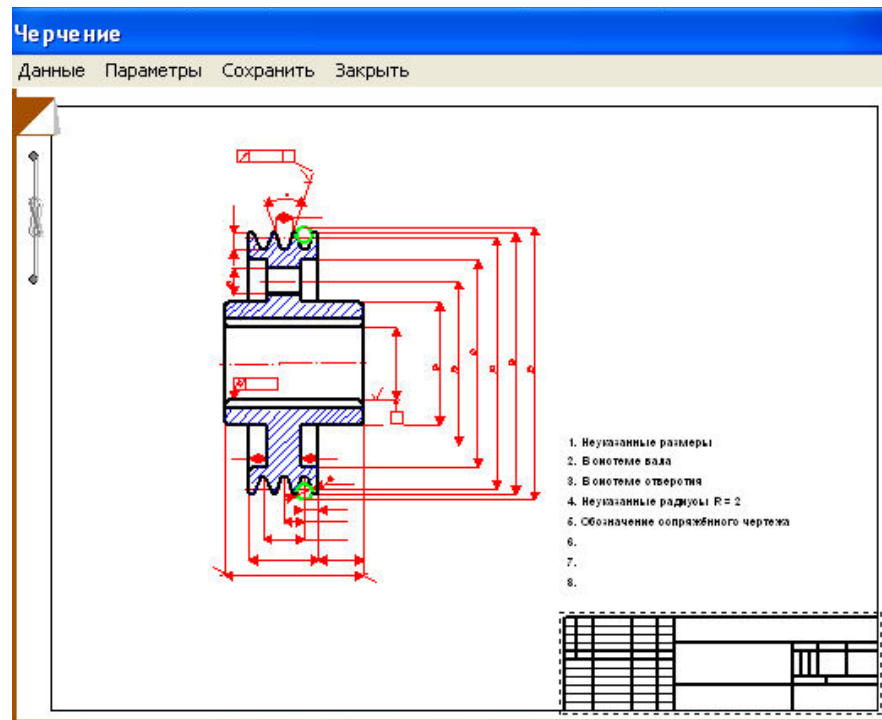 Черчение
Данные Параметры Сохранить Закрыть
1. Неуказанные размеры
2. В системе вала
3. В системе отверстия
4. Неуказанные радиусы R = 2
5. Обозначение сопряжённого чертежа
6.
7.
8.